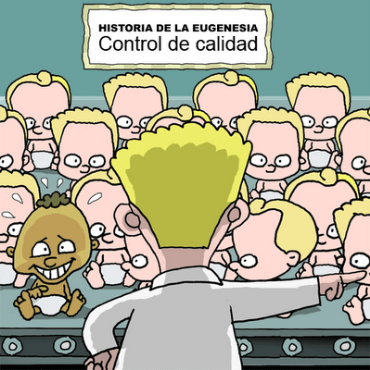 HISTORIA DE LA EUGENESIA
Control de calidad